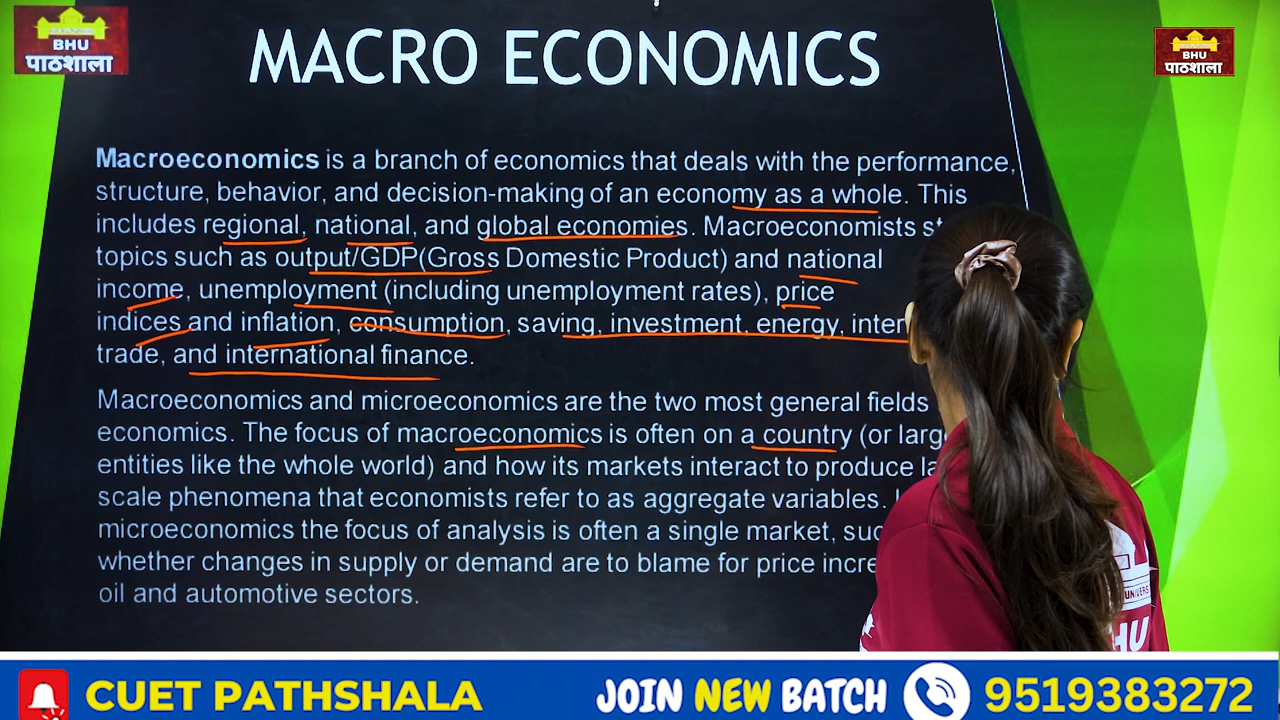 BHU
पाठशाला
BHU
पाठशाला
MACRO ECONOMICS
Macroeconomics is a branch of economics that deals with the performance,
structure, behavior, and decision-making of an economy as a whole. This
includes regional, national, and global economies. Macroeconomists
topics such as output/GDP(Gross Domestic Product) and national
income, unemployment (including unemployment rates), price
indices and inflation, consumption, saving, investment, energy,
trade, and international finance.
Macroeconomics and microeconomics are the two most general fields
economics. The focus of macroeconomics is often on a country (or
entities like the whole world) and how its markets interact to produce
scale phenomena that economists refer to as aggregate variables.
microeconomics the focus of analysis is often a single market,
whether changes in supply or demand are to blame for price
oil and automotive sectors.
HU
CUET PATHSHALA JOIN NEW BATCH 9519383272